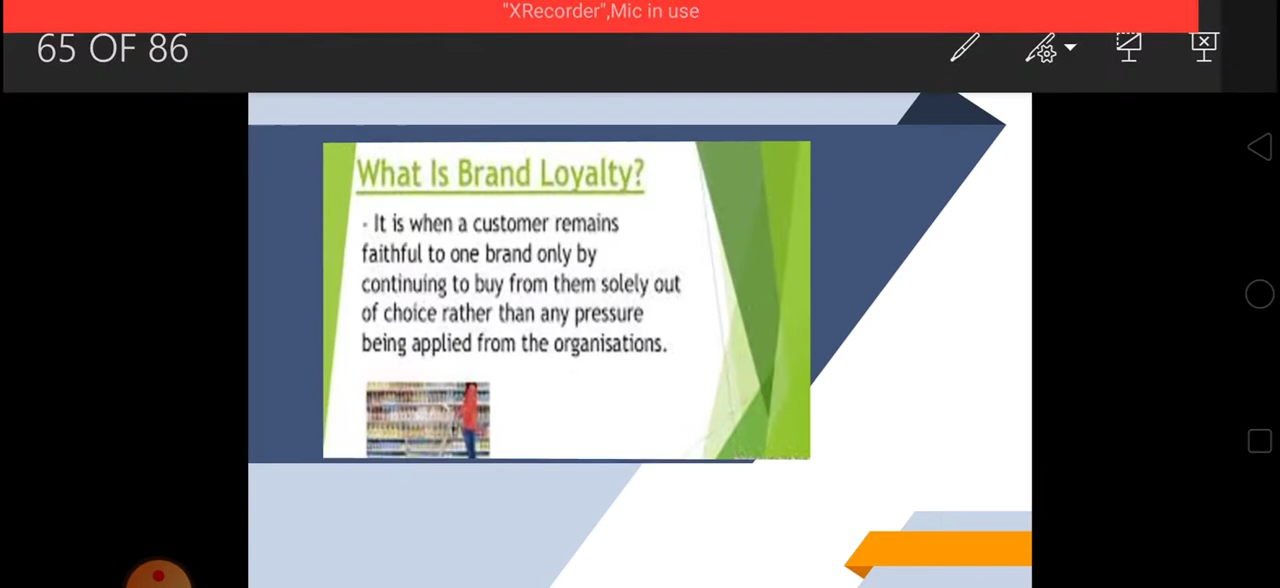 "XRecorder",Mic in use
65 OF 86
What Is Brand Loyalty?
- It is when a customer remains
faithful to one brand only by
continuing to buy from them solely out
of choice rather than any pressure
being applied from the organisations.